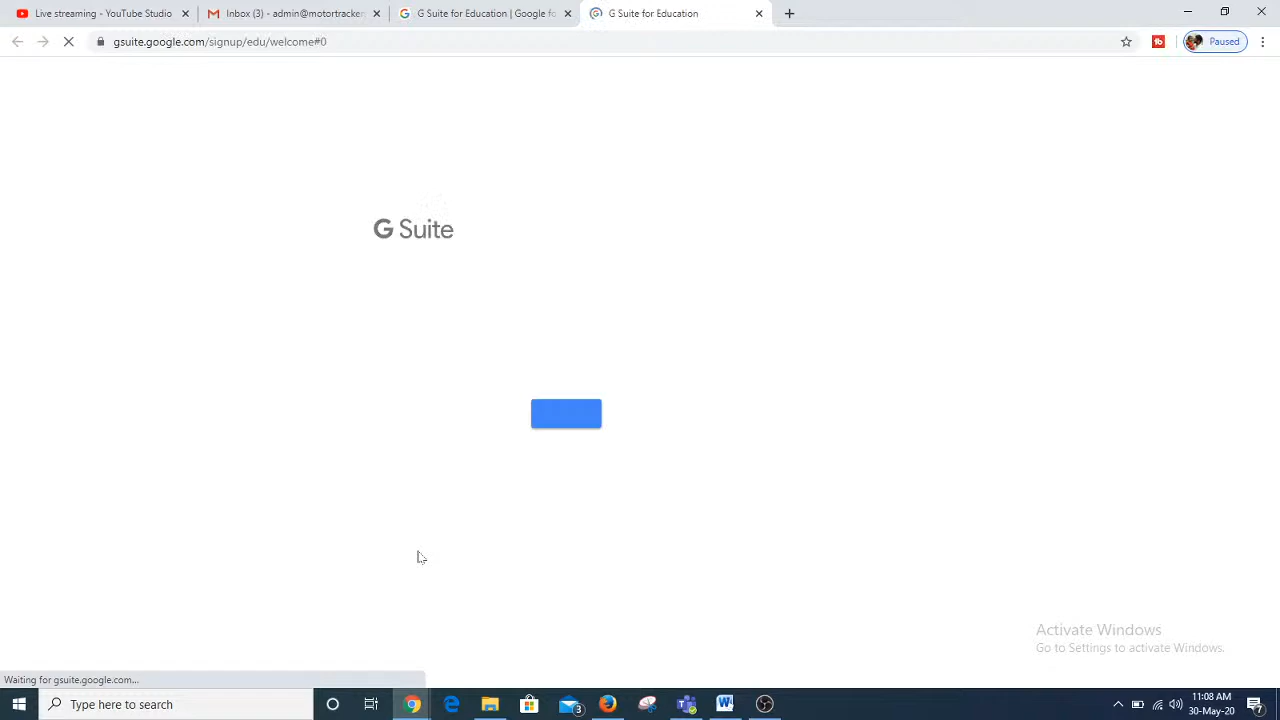 Live streaming - YouTube Studio
Inbox (3) - admin@motortracker
G Suite for Education | Google fo
G Suite for Education
gsuite.google.com/signup/edu/welcome#0
Paused
G Suite
Activate Windows
Go to Settings to activate Windows.
Waiting for gsuite.google.com...
Type here to search
3
11:08 AM
30-May-20
7